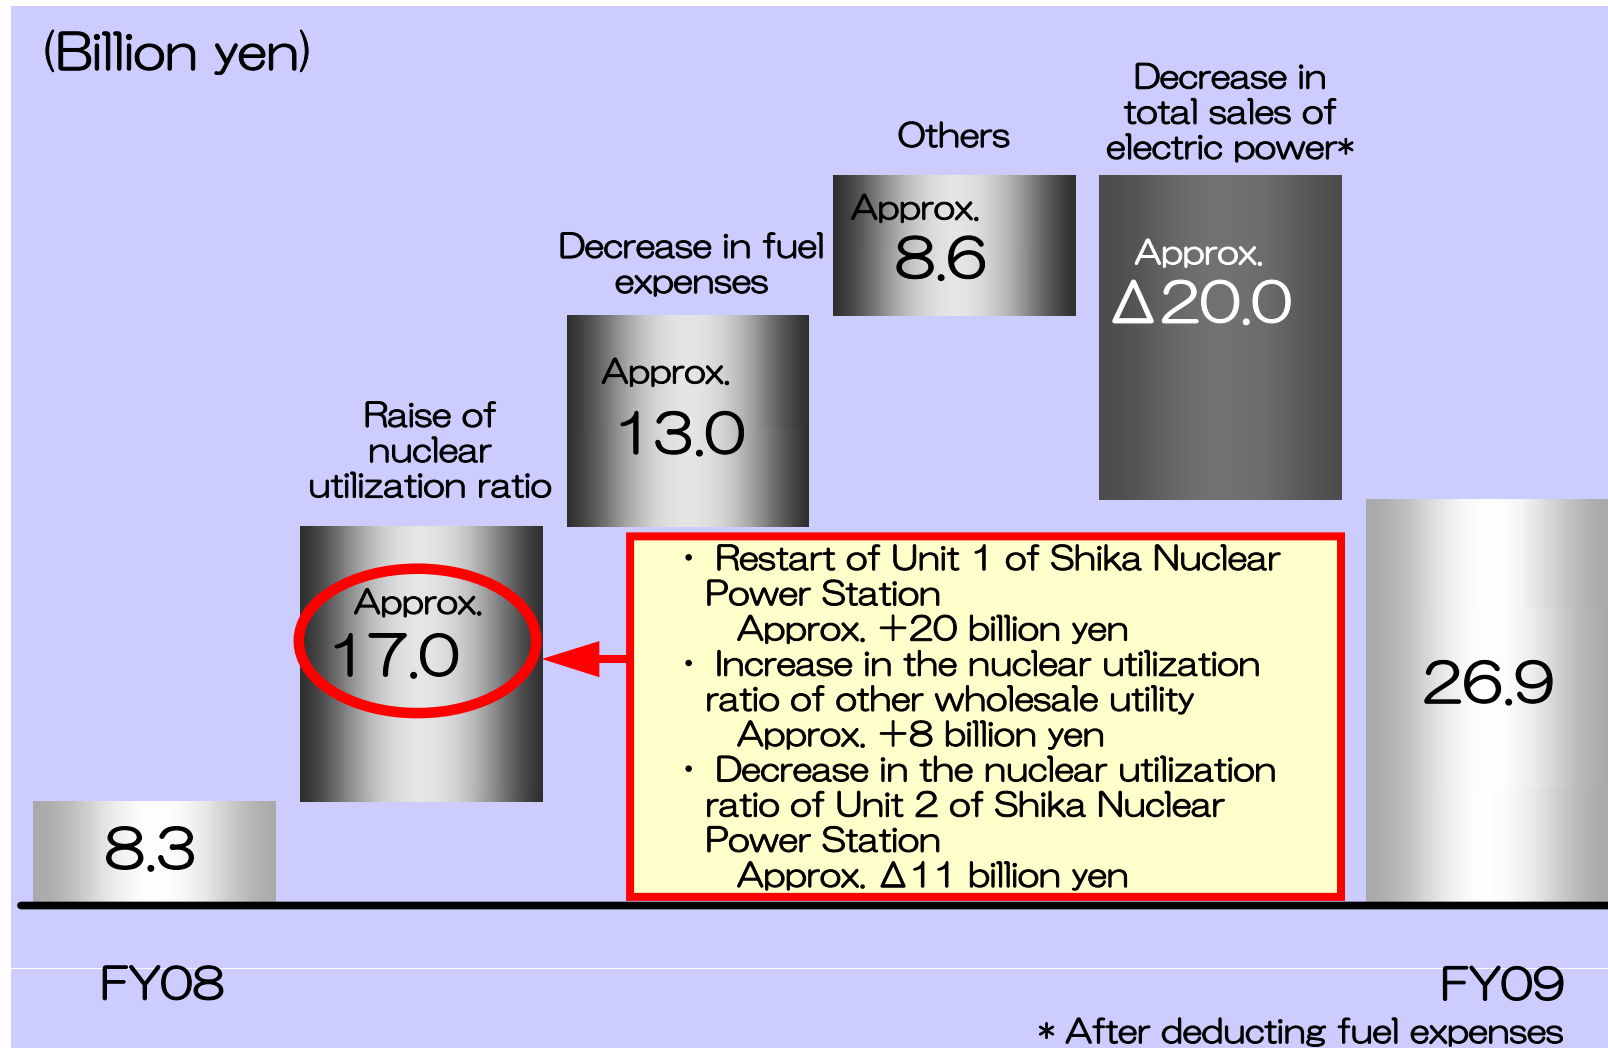 (Billion yen)
Decrease in
total sales of
electric power*
Others
Approx.
8.6
Approx.
Δ20.0
Decrease in fuel
expenses
Approx.
13.0
Raise of
nuclear
utilization ratio
Approx.
17.0
・ Restart of Unit 1 of Shika Nuclear
Power Station
Approx. +20 billion yen
・ Increase in the nuclear utilization
ratio of other wholesale utility
Approx. +8 billion yen
・ Decrease in the nuclear utilization
ratio of Unit 2 of Shika Nuclear
Power Station
Approx. Δ11 billion yen
8.3
26.9
FY08
FY09
* After deducting fuel expenses